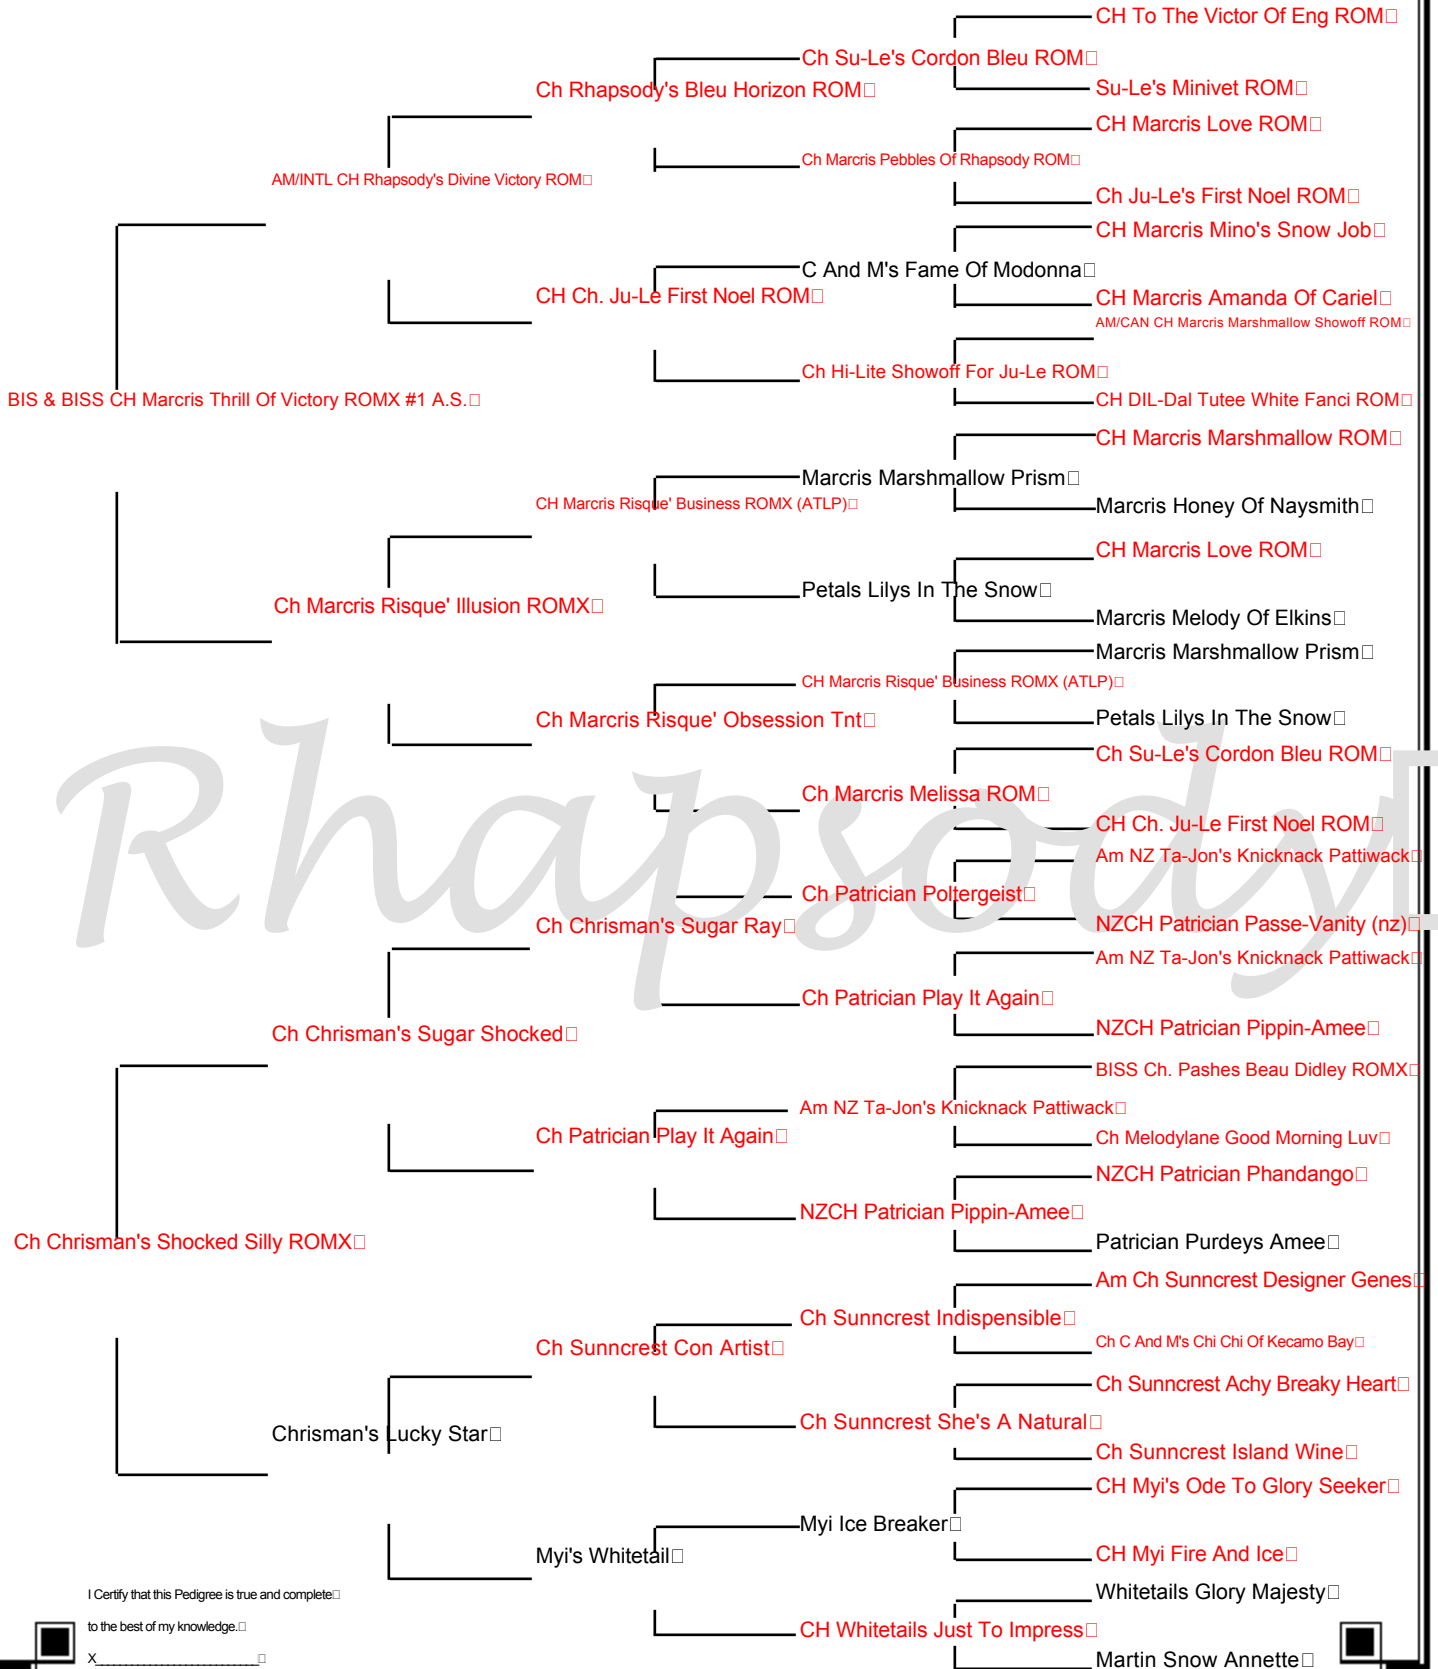 CH To The Victor Of Eng ROM
Ch Su-Le's Cordon Bleu ROM
Ch Rhapsody's Bleu Horizon ROM
Su-Le's Minivet ROM
CH Marcris Love ROM
Ch Marcris Pebbles Of Rhapsody ROM
AM/INTL CH Rhapsody's Divine Victory ROM
Ch Ju-Le's First Noel ROM
CH Marcris Mino's Snow Job
C And M's Fame Of Modonna
CH Ch. Ju-Le First Noel ROM
CH Marcris Amanda Of Cariel
AM/CAN CH Marcris Marshmallow Showoff ROM
Ch Hi-Lite Showoff For Ju-Le ROM
BIS & BISS CH Marcris Thrill Of Victory ROMX #1 A.S.
CH DIL-Dal Tutee White Fanci ROM
CH Marcris Marshmallow ROM
Marcris Marshmallow Prism
CH Marcris Risque' Business ROMX (ATLP)
Marcris Honey Of Naysmith
CH Marcris Love ROM
Petals Lilys In The Snow
Ch Marcris Risque' Illusion ROMX
Marcris Melody Of Elkins
Marcris Marshmallow Prism
CH Marcris Risque' Business ROMX (ATLP)
Ch Marcris Risque' Obsession Tnt
Petals Lilys In The Snow
Ch Su-Le's Cordon Bleu ROM
Ch Marcris Melissa ROM
CH Ch. Ju-Le First Noel ROM
Rhapsody
Am NZ Ta-Jon's Knicknack Pattiwack
Ch Patrician Poltergeist
Ch Chrisman's Sugar Ray
NZCH Patrician Passe-Vanity (nz)
Am NZ Ta-Jon's Knicknack Pattiwack
Ch Patrician Play It Again
Ch Chrisman's Sugar Shocked
NZCH Patrician Pippin-Amee
BISS Ch. Pashes Beau Didley ROMX
Am NZ Ta-Jon's Knicknack Pattiwack
Ch Patrician Play It Again
Ch Melodylane Good Morning Luv
NZCH Patrician Phandango
NZCH Patrician Pippin-Amee
Ch Chrisman's Shocked Silly ROMX
Patrician Purdeys Amee
Am Ch Sunncrest Designer Genes
Ch Sunncrest Indispensible
Ch Sunncrest Con Artist
Ch C And M's Chi Chi Of Kecamo Bay
Ch Sunncrest Achy Breaky Heart
Ch Sunncrest She's A Natural
Chrisman's Lucky Star
Ch Sunncrest Island Wine
CH Myi's Ode To Glory Seeker
Myi Ice Breaker
Myi's Whitetail
CH Myi Fire And Ice
Whitetails Glory Majesty
CH Whitetails Just To Impress
Martin Snow Annette
I Certify that this Pedigree is true and complete
to the best of my knowledge.
X__________________________